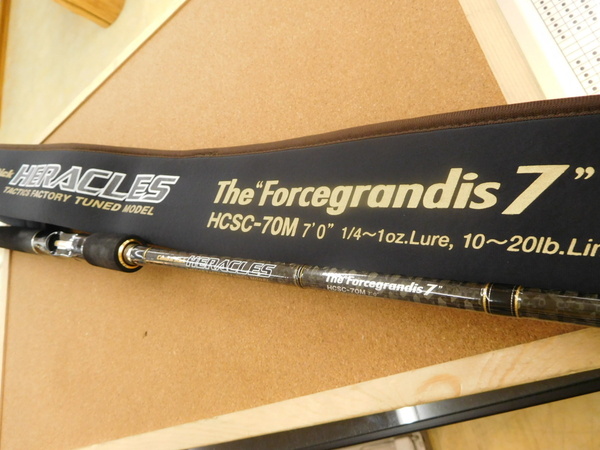 HERACLES
TACTICS FACTORY TUNED MODEL
The "Forcegrandis 7"
HCSC-70M 7'0" 1/4~1oz.Lure, 10~20lb.Lin
HERACLES
The "Forcegrandis 7"
HCSC-70M